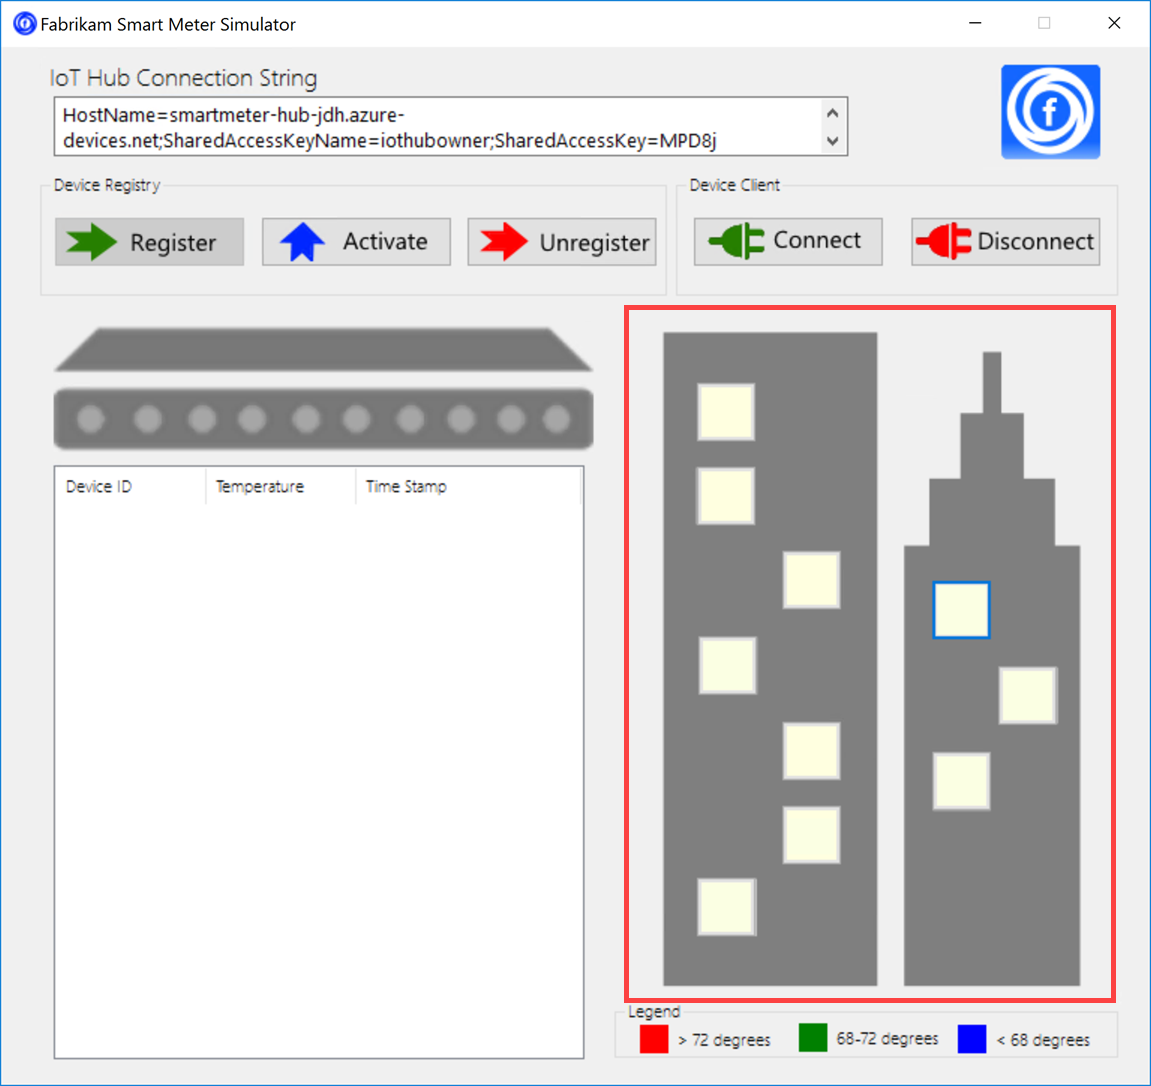 Fabrikam Smart Meter Simulator
IoT Hub Connection String
HostName=smartmeter-hub-jdh.azure-
devices.net;SharedAccessKeyName=iothubowner;SharedAccessKey=MPD8j
f
Device Registry
Device Client
Register
Activate
Unregister
Connect
Disconnect
Device ID
Temperature
Time Stamp
Legend
> 72 degrees
68-72 degrees
< 68 degrees